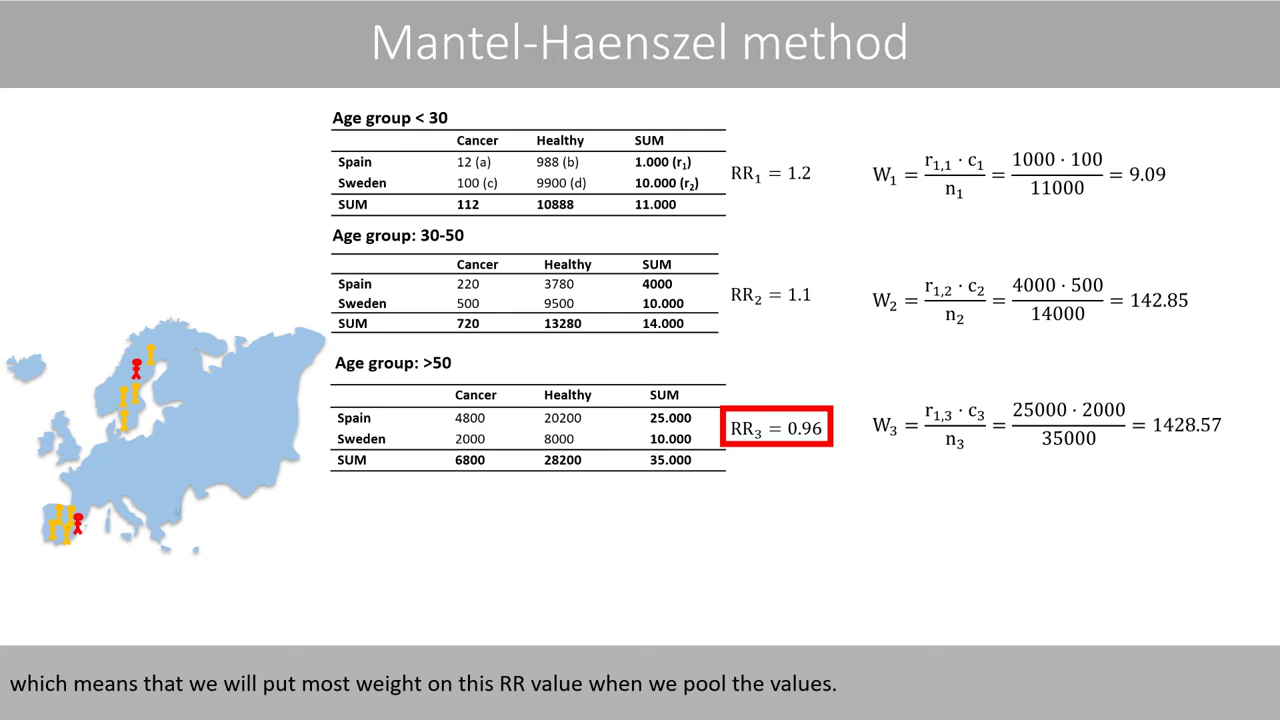 Mantel-Haenszel method
Age group < 30
Cancer Healthy SUM
Spain 12 (a) 988 (b) 1.000 (r₁)
Sweden 100 (c) 9900 (d) 10.000 (r₂)
SUM 112 10888 11.000
RR₁ = 1.2
W₁ = r₁,₁ · c₁ / n₁ = 1000 · 100 / 11000 = 9.09
Age group: 30-50
Cancer Healthy SUM
Spain 220 3780 4000
Sweden 500 9500 10.000
SUM 720 13280 14.000
RR₂ = 1.1
W₂ = r₁,₂ · c₂ / n₂ = 4000 · 500 / 14000 = 142.85
Age group: >50
Cancer Healthy SUM
Spain 4800 20200 25.000
Sweden 2000 8000 10.000
SUM 6800 28200 35.000
RR₃ = 0.96
W₃ = r₁,₃ · c₃ / n₃ = 25000 · 2000 / 35000 = 1428.57
which means that we will put most weight on this RR value when we pool the values.